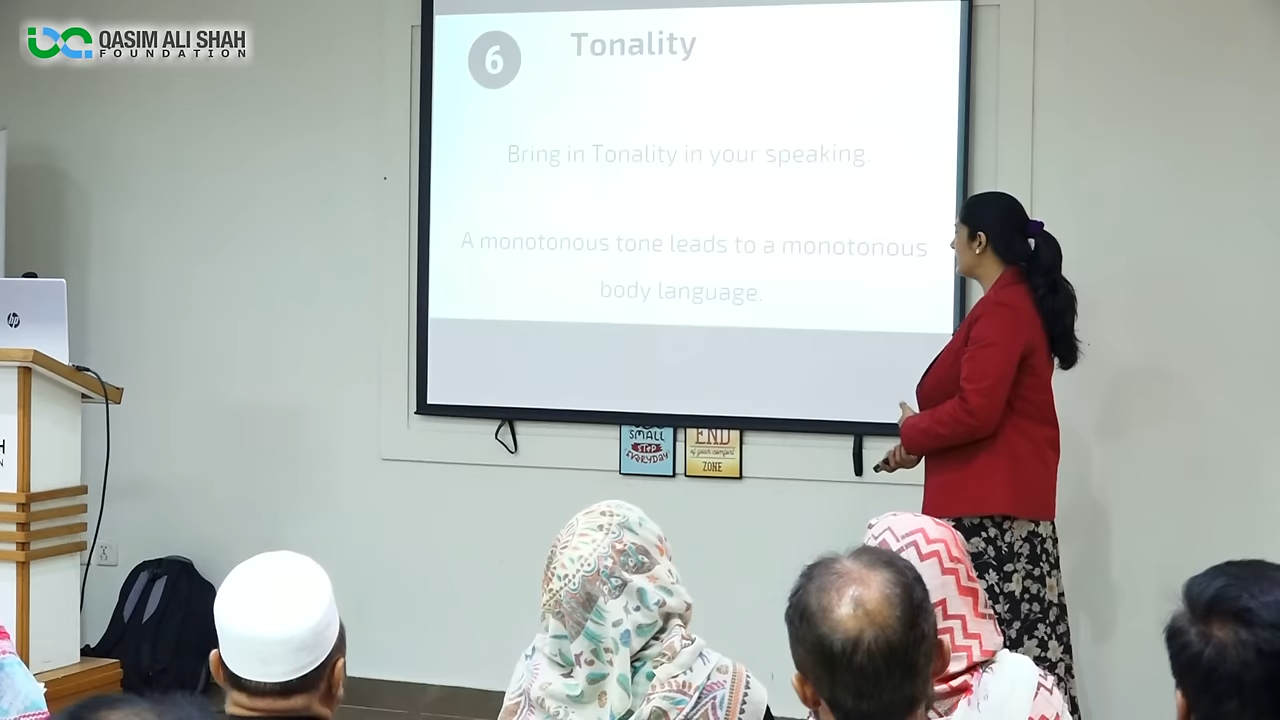 QASIM ALI SHAH
FOUNDATION
6
Tonality
Bring in Tonality in your speaking.
A monotonous tone leads to a monotonous
body language.
hp
SMALL
STEP
EVERYDAY
END
of your comfort
ZONE
H
N